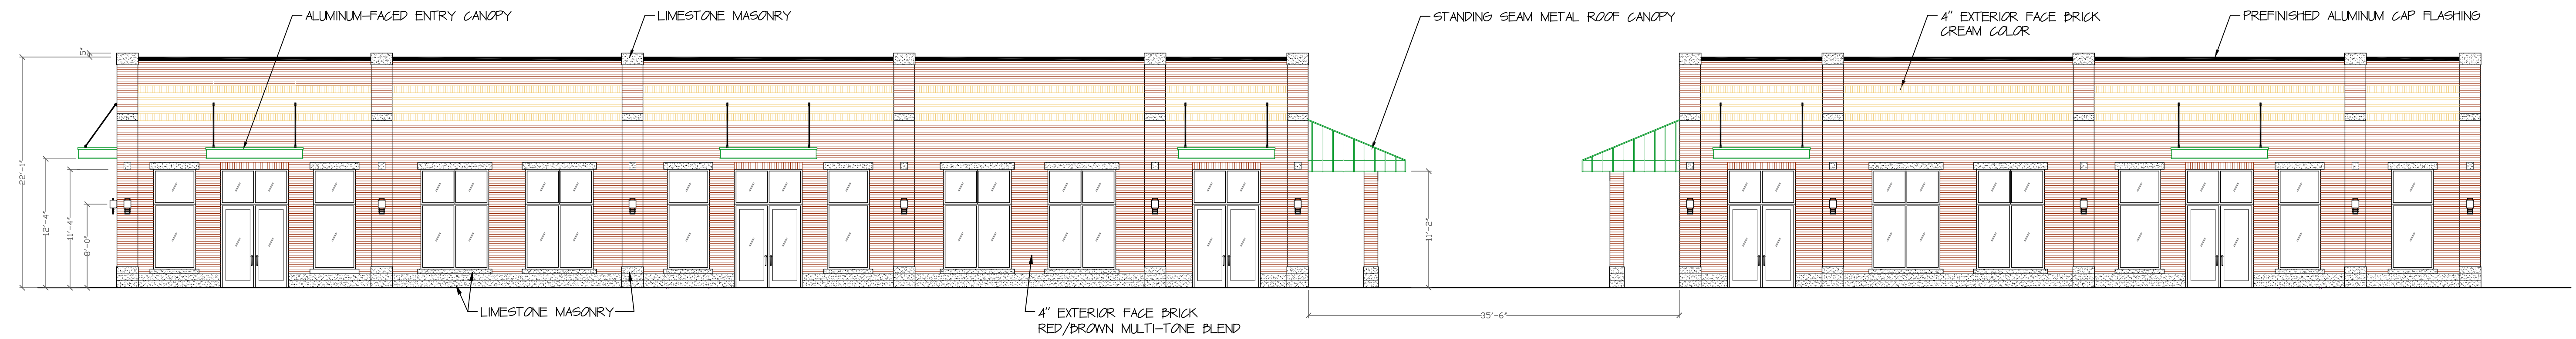 ALUMINUM-FACED ENTRY CANOPY
LIMESTONE MASONRY
STANDING SEAM METAL ROOF CANOPY
4" EXTERIOR FACE BRICK
CREAM COLOR
PREFINISHED ALUMINUM CAP FLASHING
5"
22'-1"
12'-4"
11'-4"
8'-0"
11'-2"
LIMESTONE MASONRY
4" EXTERIOR FACE BRICK
RED/BROWN MULTI-TONE BLEND
35'-6"